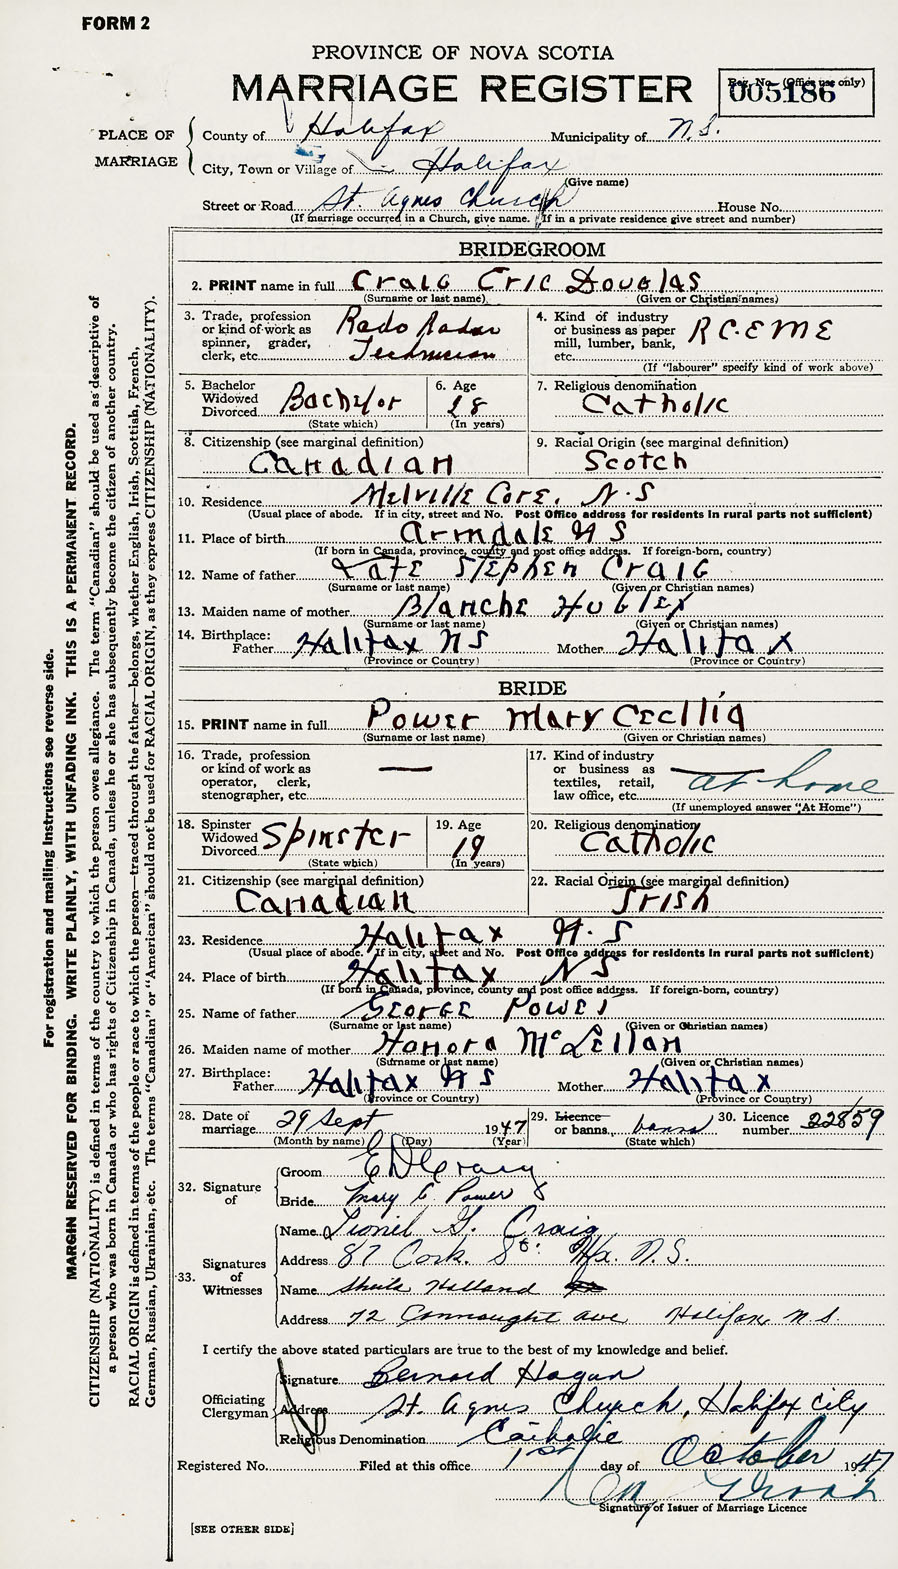 FORM 2
PROVINCE OF NOVA SCOTIA
MARRIAGE REGISTER
Reg. No. (Office use only)
005186
PLACE OF MARRIAGE
County of Halifax Municipality of N.S.
City, Town or Village of Halifax
(Give name)
Street or Road St. Agnes Church House No.
(If marriage occurred in a Church, give name. If in a private residence give street and number)
BRIDEGROOM
2. PRINT name in full Craig Eric Douglas
(Surname or last name) (Given or Christian names)
3. Trade, profession or kind of work as spinner, grader, clerk, etc. Rado Radar Technician
4. Kind of industry or business as paper mill, lumber, bank, etc. R C.E M E
(If "labourer" specify kind of work above)
5. Bachelor Widowed Divorced Bachelor
(State which)
6. Age 28
(In years)
7. Religious denomination Catholic
8. Citizenship (see marginal definition) Canadian
9. Racial Origin (see marginal definition) Scotch
10. Residence Melville Cove, N.S
(Usual place of abode. If in city, street and No. Post Office address for residents in rural parts not sufficient)
11. Place of birth Armdale N S
(If born in Canada, province, county and post office address. If foreign-born, country)
12. Name of father Late Stephen Craig
(Surname or last name) (Given or Christian names)
13. Maiden name of mother Blanche Hubley
(Surname or last name) (Given or Christian names)
14. Birthplace: Father Halifax N S Mother Halifax
(Province or Country) (Province or Country)
BRIDE
15. PRINT name in full Power Mary Cecilia
(Surname or last name) (Given or Christian names)
16. Trade, profession or kind of work as operator, clerk, stenographer, etc. —
17. Kind of industry or business as textiles, retail, law office, etc. at home
(If unemployed answer "At Home")
18. Spinster Widowed Divorced Spinster
(State which)
19. Age 19
(In years)
20. Religious denomination Catholic
21. Citizenship (see marginal definition) Canadian
22. Racial Origin (see marginal definition) Irish
23. Residence Halifax N.S
(Usual place of abode. If in city, street and No. Post Office address for residents in rural parts not sufficient)
24. Place of birth Halifax N S
(If born in Canada, province, county and post office address. If foreign-born, country)
25. Name of father George Power
(Surname or last name) (Given or Christian names)
26. Maiden name of mother Honora McLellan
(Surname or last name) (Given or Christian names)
27. Birthplace: Father Halifax N S Mother Halifax
(Province or Country) (Province or Country)
28. Date of marriage 29 Sept 1947
(Month by name) (Day) (Year)
29. Licence or banns banns
(State which)
30. Licence number 22859
32. Signature of
Groom E D Craig
Bride Mary C. Power
33. Signatures of Witnesses
Name Lionel G. Craig
Address 87 Cork. St. Hfx. N.S.
Name Sheila Holland
Address 72 Connaught ave Halifax, N.S.
I certify the above stated particulars are true to the best of my knowledge and belief.
Officiating Clergyman
Signature Bernard Hogan
Address St. Agnes Church, Halifax City
Religious Denomination Catholic
Registered No. Filed at this office 1st day of October 1947
Signature of Issuer of Marriage Licence
[SEE OTHER SIDE]
For registration and mailing instructions see reverse side.
MARGIN RESERVED FOR BINDING. WRITE PLAINLY, WITH UNFADING INK. THIS IS A PERMANENT RECORD.
CITIZENSHIP (NATIONALITY) is defined in terms of the country to which the person owes allegiance. The term "Canadian" should be used as descriptive of
a person who was born in Canada or who has rights of Citizenship in Canada, unless he or she has subsequently become the citizen of another country.
RACIAL ORIGIN is defined in terms of the people or race to which the person—traced through the father—belongs, whether English, Irish, Scottish, French,
German, Russian, Ukrainian, etc. The terms "Canadian" or "American" should not be used for RACIAL ORIGIN, as they express CITIZENSHIP (NATIONALITY).